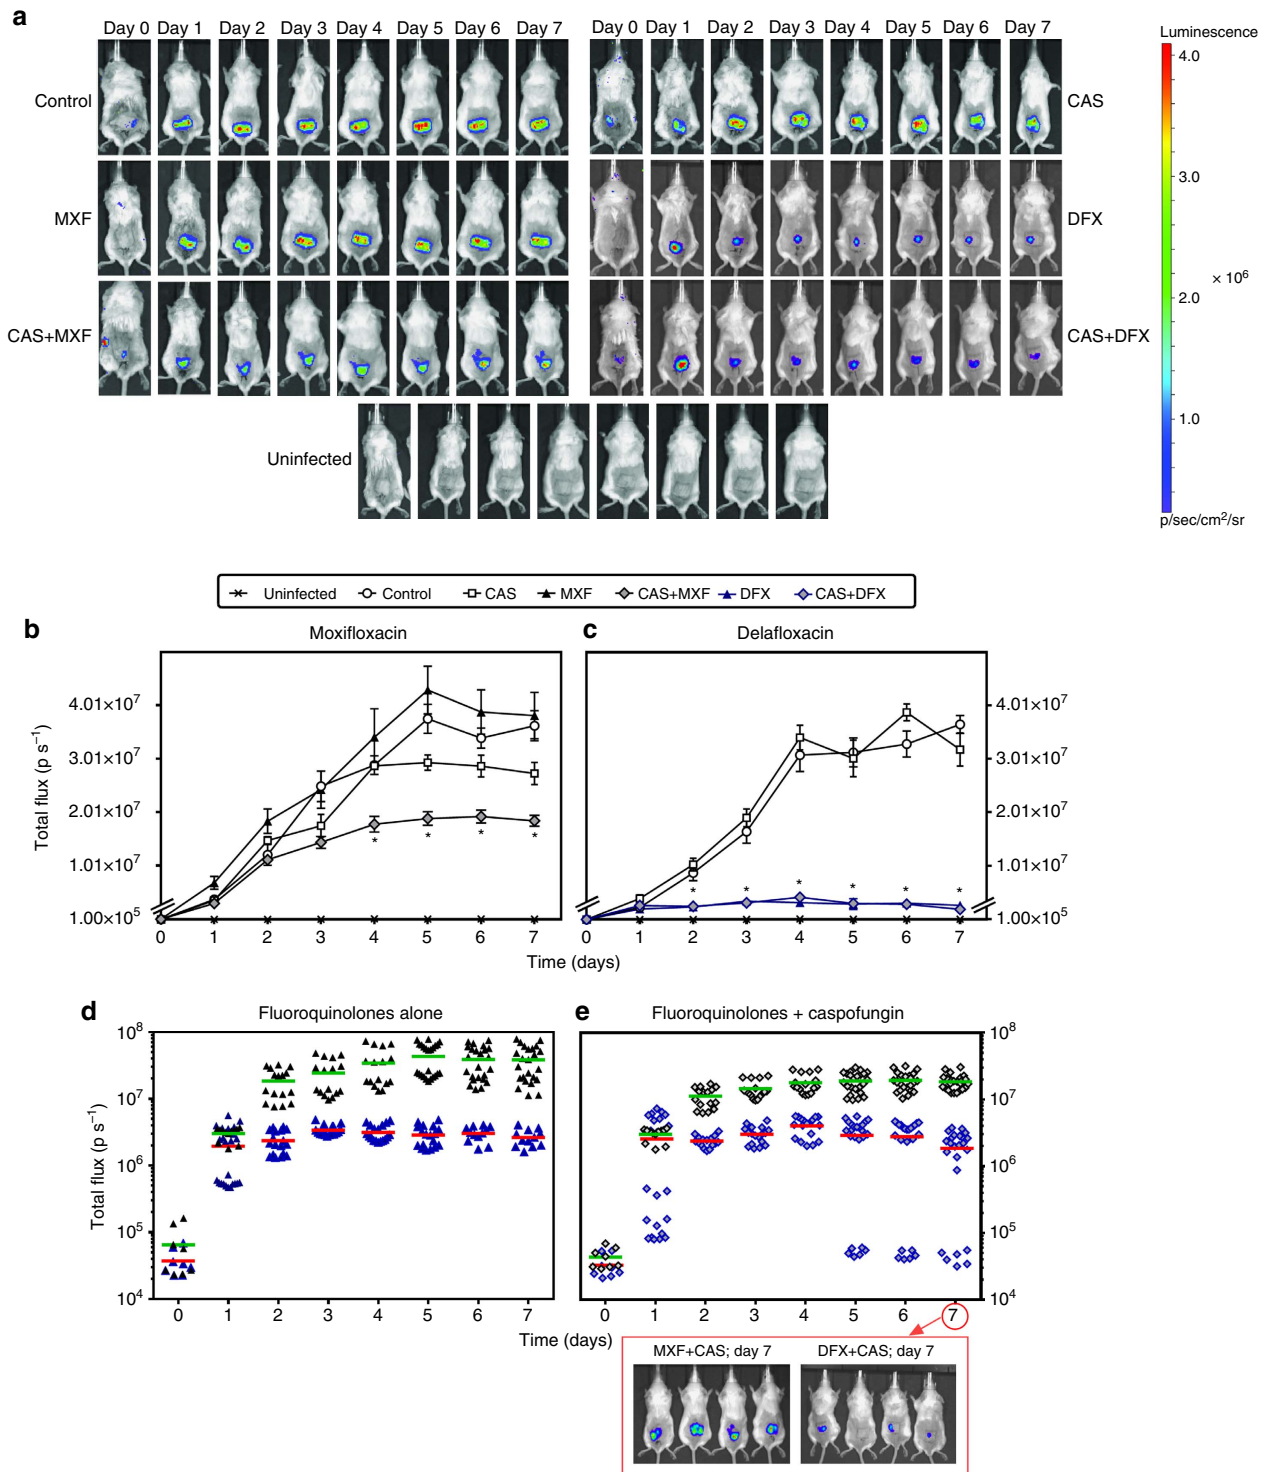 a
Day 0 Day 1 Day 2 Day 3 Day 4 Day 5 Day 6 Day 7 Day 0 Day 1 Day 2 Day 3 Day 4 Day 5 Day 6 Day 7
Luminescence
Control
CAS
MXF
DFX
CAS+MXF
CAS+DFX
Uninfected
4.0
3.0
× 10⁶
2.0
1.0
p/sec/cm²/sr
Uninfected Control CAS MXF CAS+MXF DFX CAS+DFX
b Moxifloxacin
Total flux (p s⁻¹)
4.01×10⁷
3.01×10⁷
2.01×10⁷
1.01×10⁷
1.00×10⁵
* * * *
0 1 2 3 4 5 6 7
c Delafloxacin
4.01×10⁷
3.01×10⁷
2.01×10⁷
1.01×10⁷
1.00×10⁵
* * * * * *
0 1 2 3 4 5 6 7
Time (days)
d Fluoroquinolones alone
Total flux (p s⁻¹)
10⁸
10⁷
10⁶
10⁵
10⁴
0 1 2 3 4 5 6 7
e Fluoroquinolones + caspofungin
10⁸
10⁷
10⁶
10⁵
10⁴
0 1 2 3 4 5 6 7
Time (days)
MXF+CAS; day 7 DFX+CAS; day 7